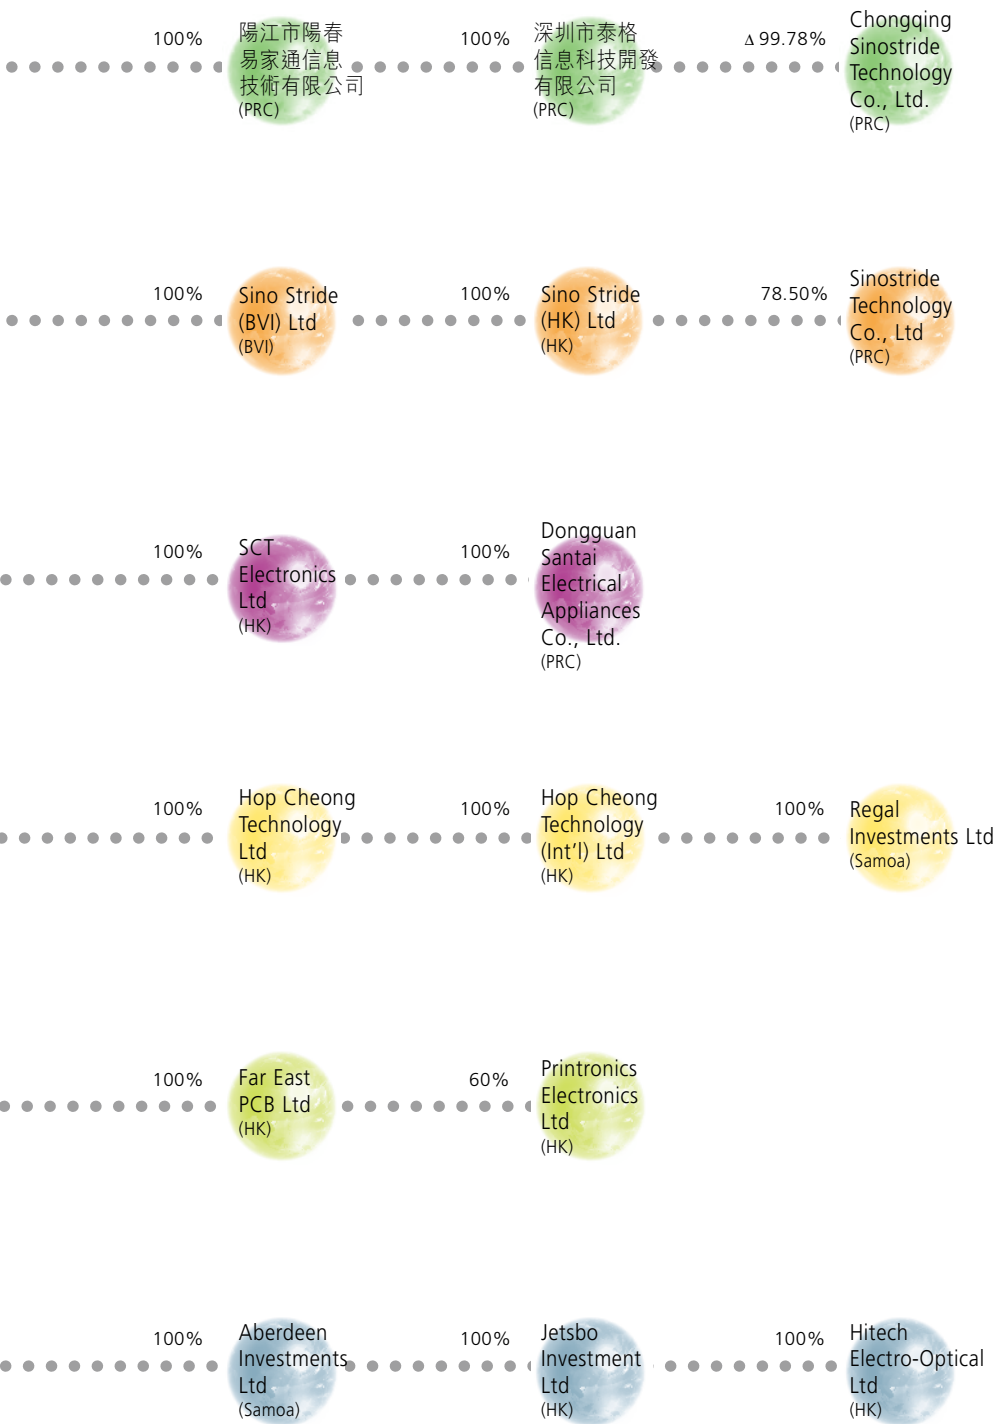 100%
陽江市陽春
易家通信息
技術有限公司
(PRC)
100%
深圳市泰格
信息科技開發
有限公司
(PRC)
Δ 99.78%
Chongqing
Sinostride
Technology
Co., Ltd.
(PRC)
100%
Sino Stride
(BVI) Ltd
(BVI)
100%
Sino Stride
(HK) Ltd
(HK)
78.50%
Sinostride
Technology
Co., Ltd
(PRC)
100%
SCT
Electronics
Ltd
(HK)
100%
Dongguan
Santai
Electrical
Appliances
Co., Ltd.
(PRC)
100%
Hop Cheong
Technology
Ltd
(HK)
100%
Hop Cheong
Technology
(Int'l) Ltd
(HK)
100%
Regal
Investments Ltd
(Samoa)
100%
Far East
PCB Ltd
(HK)
60%
Printronics
Electronics
Ltd
(HK)
100%
Aberdeen
Investments
Ltd
(Samoa)
100%
Jetsbo
Investment
Ltd
(HK)
100%
Hitech
Electro-Optical
Ltd
(HK)